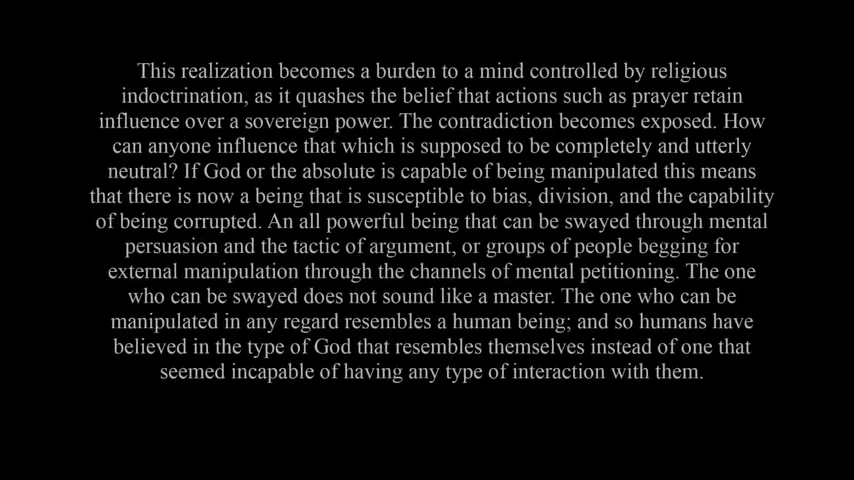 This realization becomes a burden to a mind controlled by religious
indoctrination, as it quashes the belief that actions such as prayer retain
influence over a sovereign power. The contradiction becomes exposed. How
can anyone influence that which is supposed to be completely and utterly
neutral? If God or the absolute is capable of being manipulated this means
that there is now a being that is susceptible to bias, division, and the capability
of being corrupted. An all powerful being that can be swayed through mental
persuasion and the tactic of argument, or groups of people begging for
external manipulation through the channels of mental petitioning. The one
who can be swayed does not sound like a master. The one who can be
manipulated in any regard resembles a human being; and so humans have
believed in the type of God that resembles themselves instead of one that
seemed incapable of having any type of interaction with them.